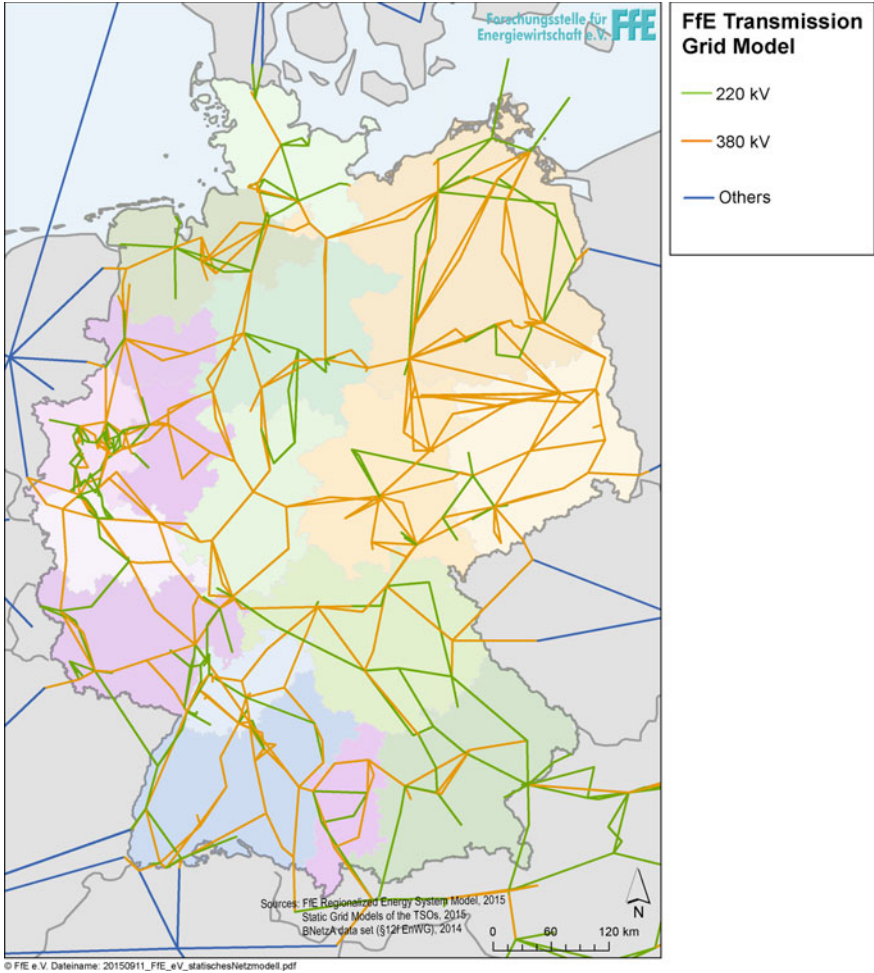 Forschungsstelle für
Energiewirtschaft e.V. FfE
FfE Transmission
Grid Model
220 kV
380 kV
Others
Sources: FfE Regionalized Energy System Model, 2015
Static Grid Models of the TSOs, 2015
BNetzA data set (§12f EnWG), 2014
N
0 60 120 km
© FfE e.V. Dateiname: 20150911_FfE_eV_statischesNetzmodell.pdf